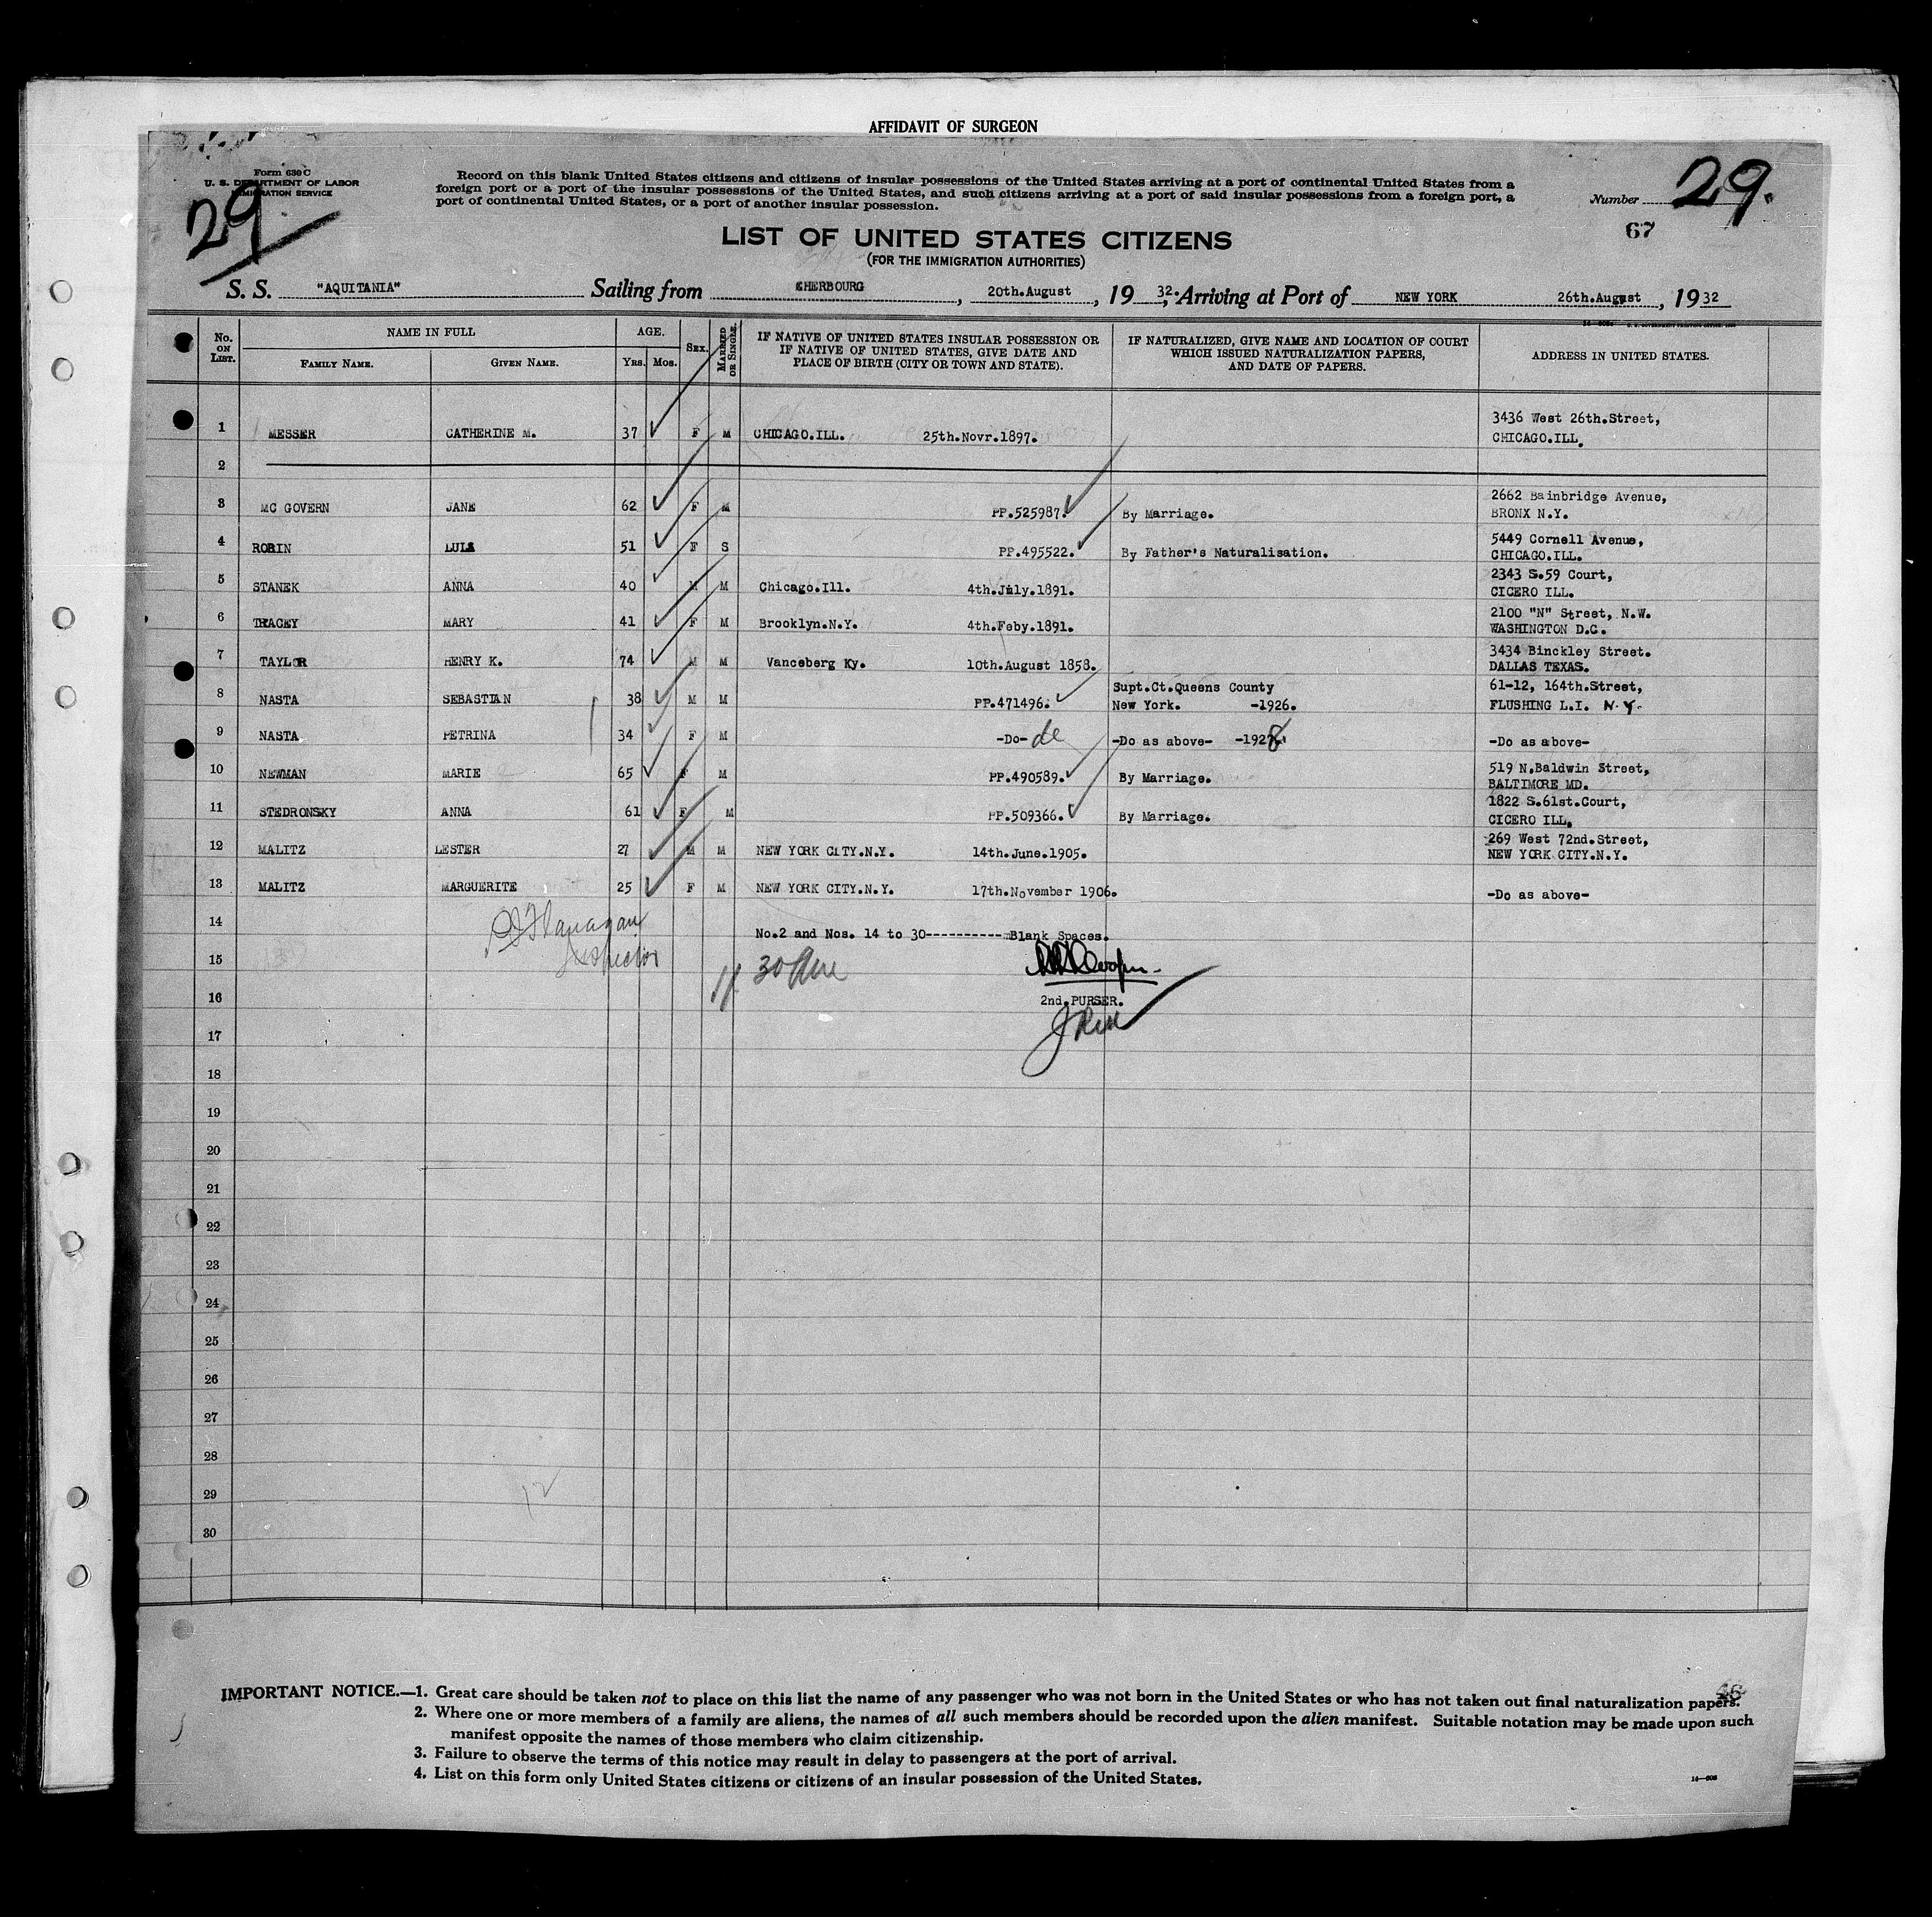 AFFIDAVIT OF SURGEON
Form 630 C
U. S. DEPARTMENT OF LABOR
IMMIGRATION SERVICE
29
Record on this blank United States citizens and citizens of insular possessions of the United States arriving at a port of continental United States from a
foreign port or a port of the insular possessions of the United States, and such citizens arriving at a port of said insular possessions from a foreign port, a
port of continental United States, or a port of another insular possession.
Number 29.
67
LIST OF UNITED STATES CITIZENS
(FOR THE IMMIGRATION AUTHORITIES)
S. S. "AQUITANIA" Sailing from CHERBOURG, 20th.August, 1932. Arriving at Port of NEW YORK 26th.August, 1932
No. ON LIST. NAME IN FULL FAMILY NAME. GIVEN NAME. AGE. Yrs. Mos. SEX. MARRIED OR SINGLE.
IF NATIVE OF UNITED STATES INSULAR POSSESSION OR
IF NATIVE OF UNITED STATES, GIVE DATE AND
PLACE OF BIRTH (CITY OR TOWN AND STATE).
IF NATURALIZED, GIVE NAME AND LOCATION OF COURT
WHICH ISSUED NATURALIZATION PAPERS,
AND DATE OF PAPERS.
ADDRESS IN UNITED STATES.
1 MESSER CATHERINE M. 37 F M CHICAGO.ILL. 25th.Novr.1897. 3436 West 26th.Street,
CHICAGO.ILL.
2
3 MC GOVERN JANE 62 F M PP.525987. By Marriage. 2662 Bainbridge Avenue,
BRONX N.Y.
4 ROBIN LULA 51 F S PP.495522. By Father's Naturalisation. 5449 Cornell Avenue,
CHICAGO.ILL.
5 STANEK ANNA 40 M M Chicago.Ill. 4th.July.1891. 2343 S.59 Court,
CICERO ILL.
6 TRACEY MARY 41 F M Brooklyn.N.Y. 4th.Feby.1891. 2100 "N" Street, N.W.
WASHINGTON D.C.
7 TAYLOR HENRY K. 74 M M Vanceberg Ky. 10th.August 1858. 3434 Binckley Street.
DALLAS TEXAS.
8 NASTA SEBASTIAN 38 M M PP.471496. Supt.Ct.Queens County
New York. -1926. 61-12, 164th.Street,
FLUSHING L.I. N.Y.
9 NASTA PETRINA 34 F M -Do- de -Do as above- -1928. -Do as above-
10 NEWMAN MARIE 65 F M PP.490589. By Marriage. 519 N.Baldwin Street,
BALTIMORE MD.
11 STEDRONSKY ANNA 61 F M PP.509366. By Marriage. 1822 S.61st.Court,
CICERO ILL.
12 MALITZ LESTER 27 M M NEW YORK CITY.N.Y. 14th.June.1905. 269 West 72nd.Street,
NEW YORK CITY.N.Y.
13 MALITZ MARGUERITE 25 F M NEW YORK CITY.N.Y. 17th.November 1906. -Do as above-
14 No.2 and Nos. 14 to 30----------Blank Spaces.
Flanagan
Inspector
15
30
16 2nd.PURSER.
17
18
19
20
21
22
23
24
25
26
27
28
29
12
30
IMPORTANT NOTICE.—1. Great care should be taken not to place on this list the name of any passenger who was not born in the United States or who has not taken out final naturalization papers.
2. Where one or more members of a family are aliens, the names of all such members should be recorded upon the alien manifest. Suitable notation may be made upon such
manifest opposite the names of those members who claim citizenship.
3. Failure to observe the terms of this notice may result in delay to passengers at the port of arrival.
4. List on this form only United States citizens or citizens of an insular possession of the United States.